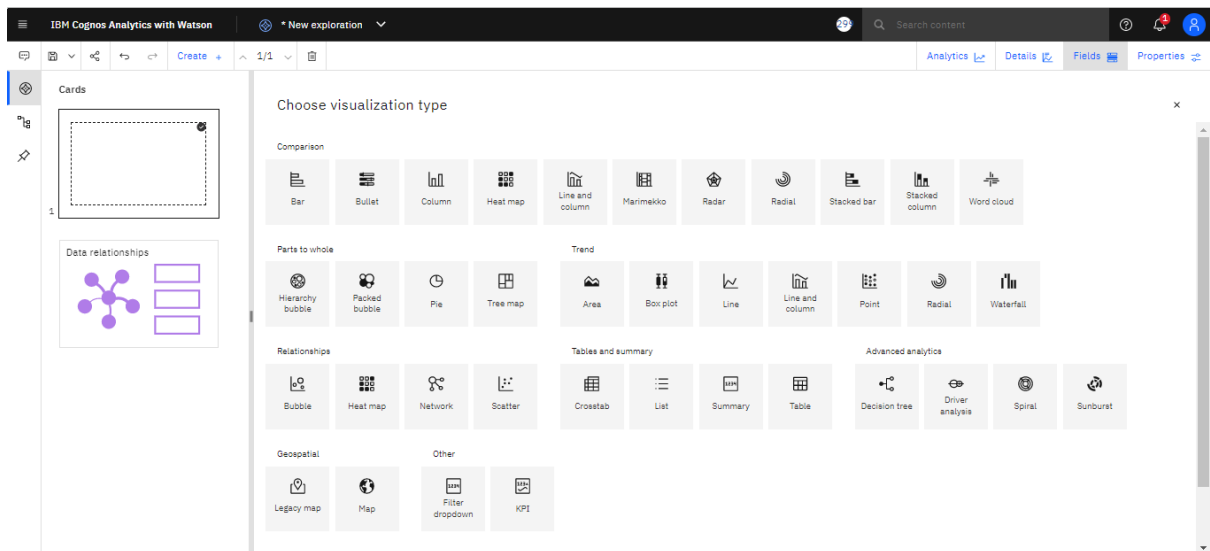 IBM Cognos Analytics with Watson
* New exploration
299
Search content
1
Create +
1/1
Analytics
Details
Fields
Properties
Cards
1
Data relationships
Choose visualization type
Comparison
Bar
Bullet
Column
Heat map
Line and
column
Marimekko
Radar
Radial
Stacked bar
Stacked
column
Word cloud
Parts to whole
Hierarchy
bubble
Packed
bubble
Pie
Tree map
Trend
Area
Box plot
Line
Line and
column
Point
Radial
Waterfall
Relationships
Bubble
Heat map
Network
Scatter
Tables and summary
Crosstab
List
Summary
Table
Advanced analytics
Decision tree
Driver
analysis
Spiral
Sunburst
Geospatial
Legacy map
Map
Other
Filter
dropdown
KPI